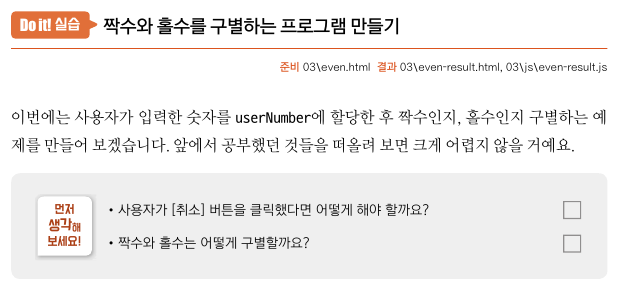 Do it! 실습 짝수와 홀수를 구별하는 프로그램 만들기
준비 03\even.html 결과 03\even-result.html, 03\js\even-result.js
이번에는 사용자가 입력한 숫자를 userNumber에 할당한 후 짝수인지, 홀수인지 구별하는 예
제를 만들어 보겠습니다. 앞에서 공부했던 것들을 떠올려 보면 크게 어렵지 않을 거예요.
먼저
생각해
보세요!
• 사용자가 [취소] 버튼을 클릭했다면 어떻게 해야 할까요?
• 짝수와 홀수는 어떻게 구별할까요?